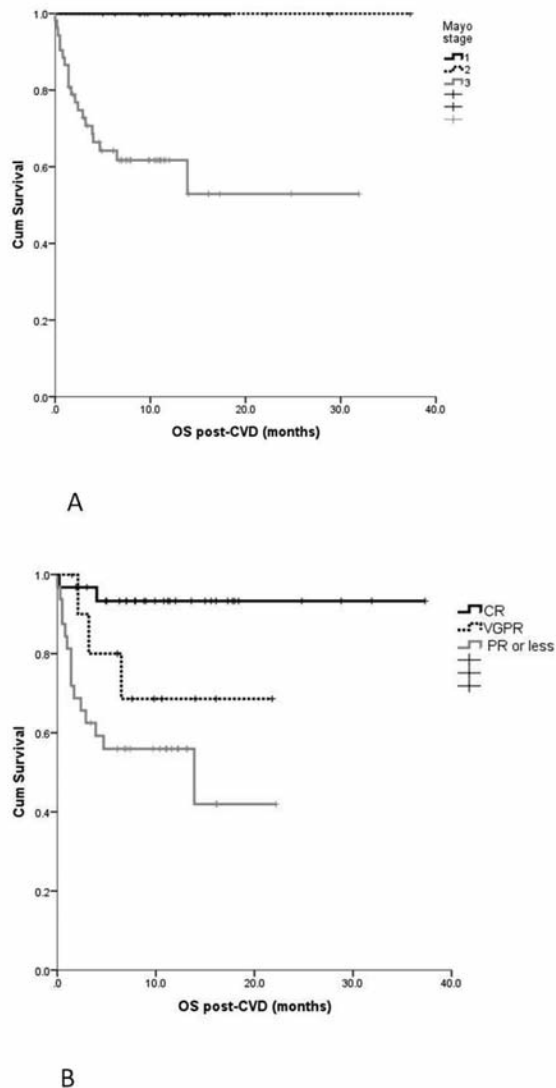 1.0
0.8
0.6
0.4
0.2
0.0
Cum Survival
.0 10.0 20.0 30.0 40.0
OS post-CVD (months)
Mayo
stage
1
2
3
A
1.0
0.8
0.6
0.4
0.2
0.0
Cum Survival
.0 10.0 20.0 30.0 40.0
OS post-CVD (months)
CR
VGPR
PR or less
B